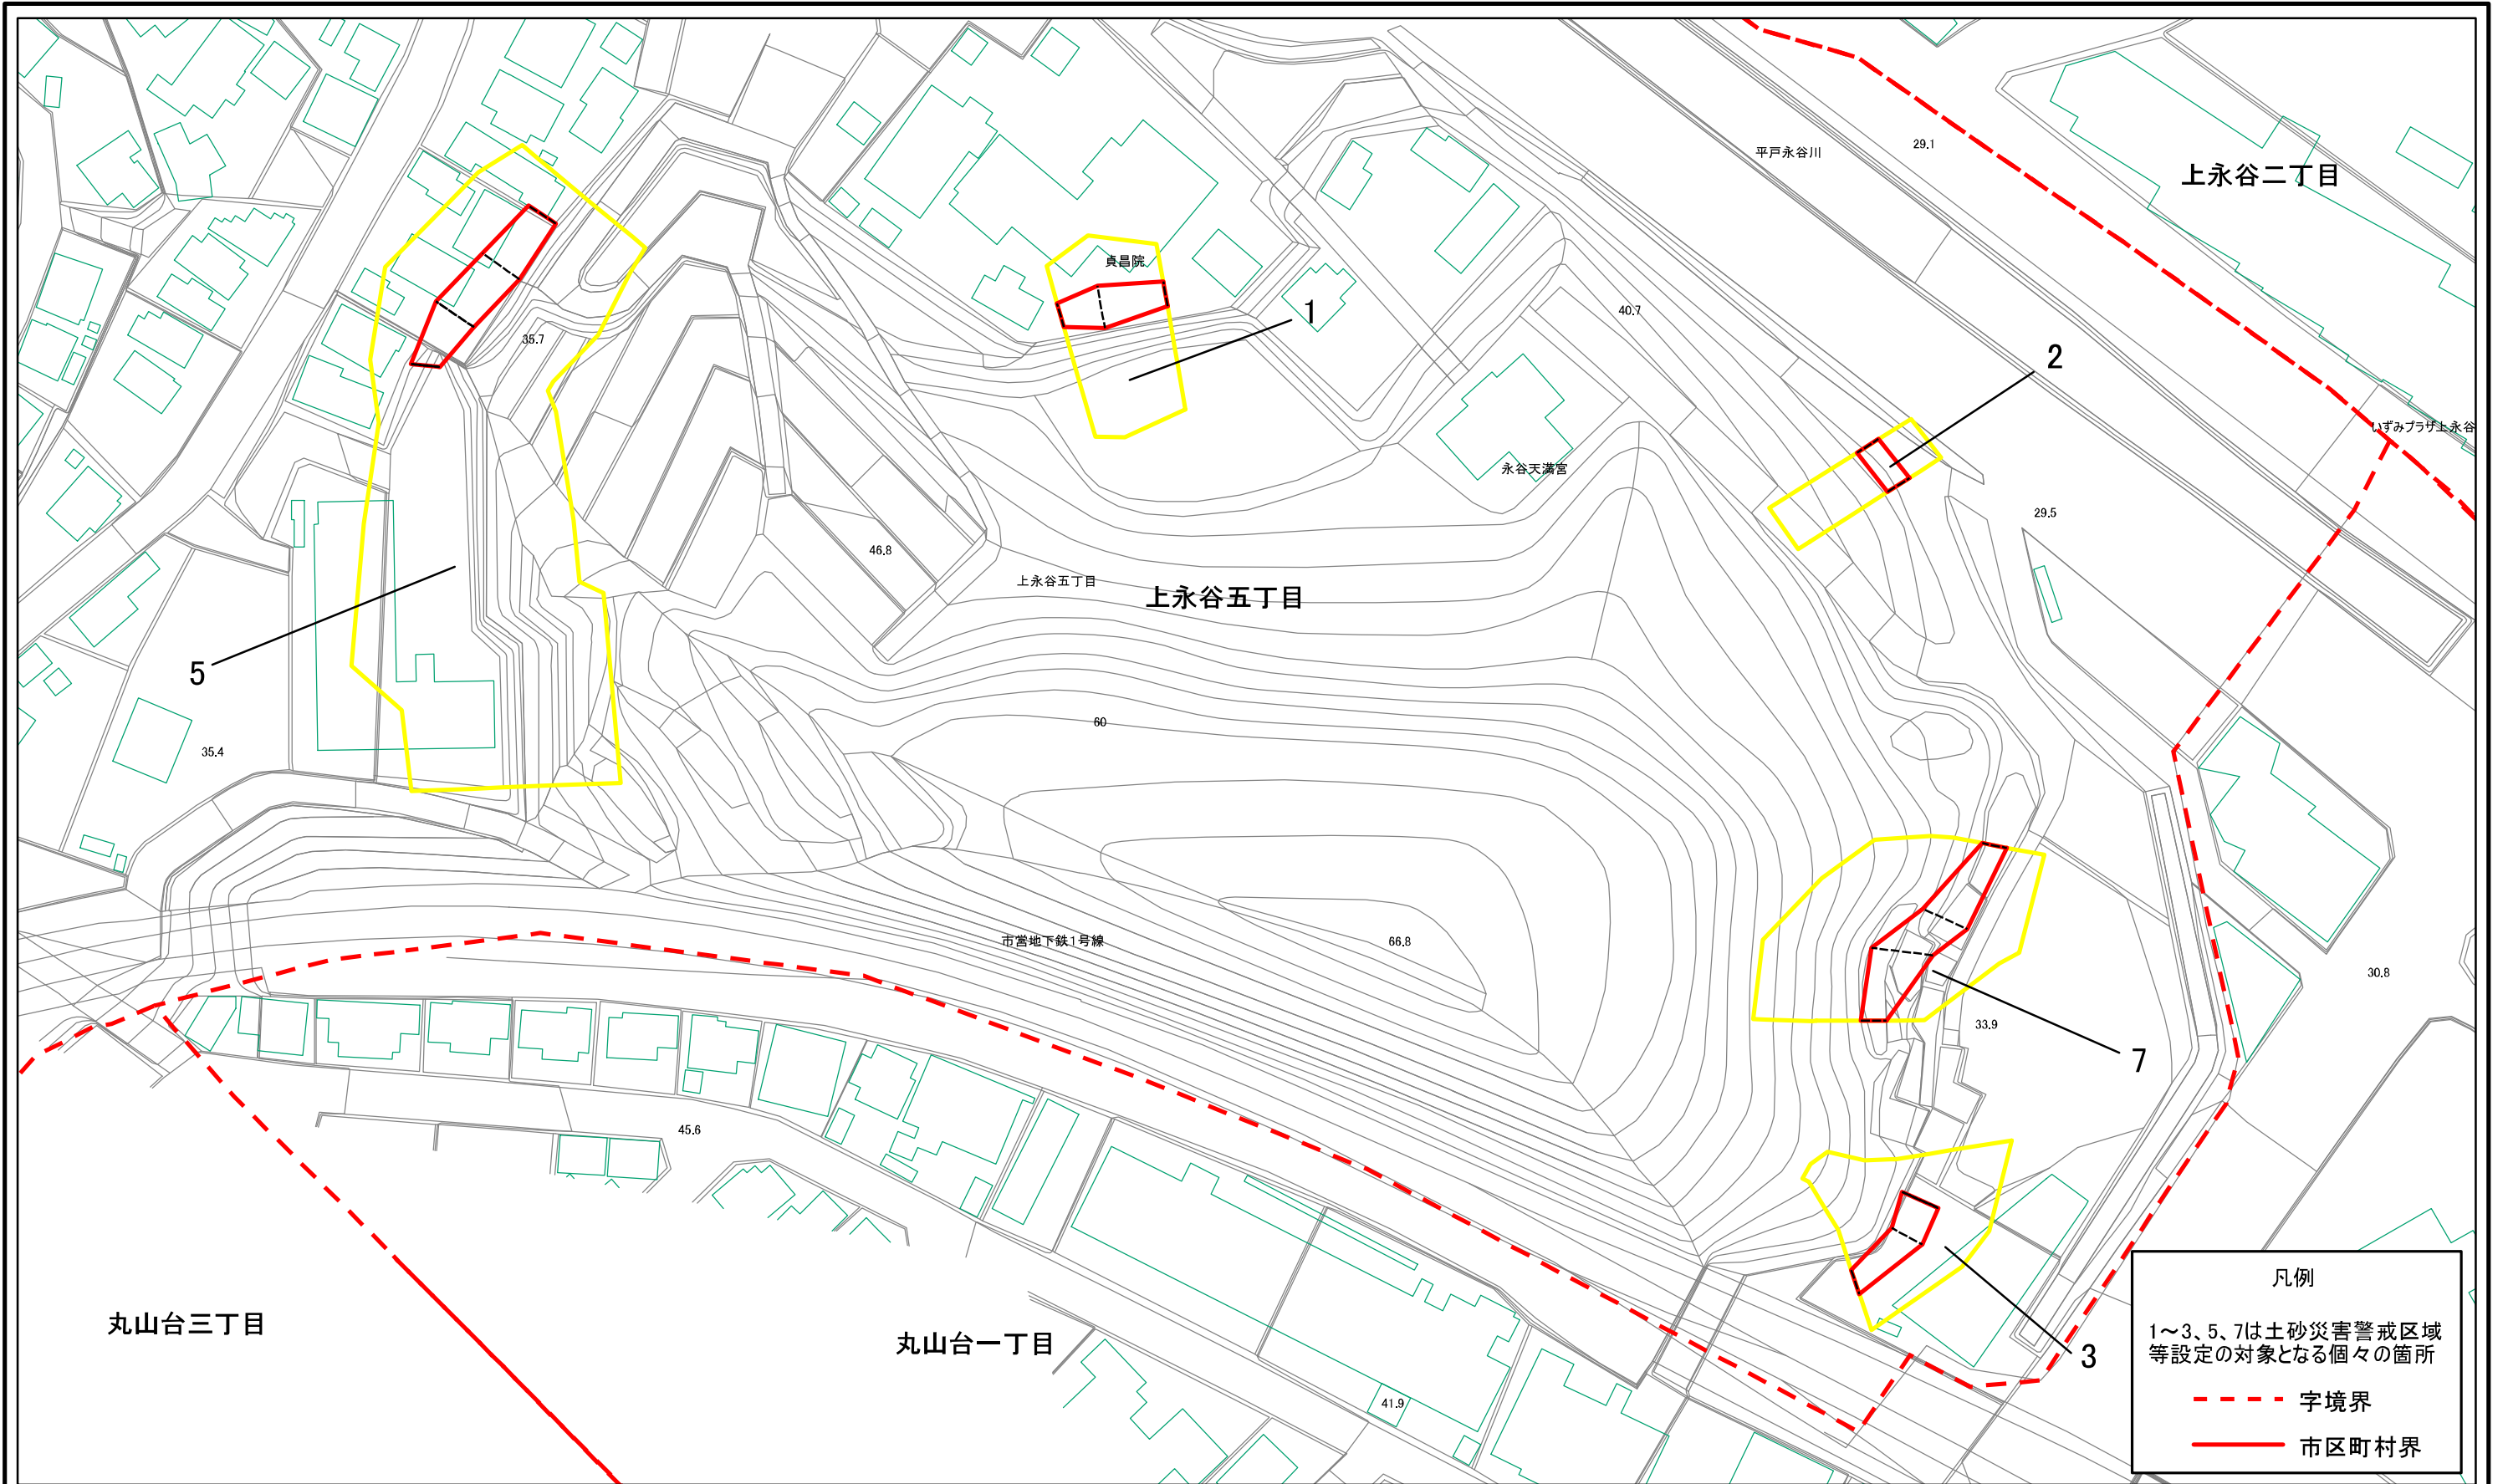 平戸永谷川
29.1
上永谷二丁目
貞昌院
1
40.7
35.7
2
いずみプラザ上永谷
永谷天満宮
29.5
46.8
上永谷五丁目
上永谷五丁目
5
60
35.4
市営地下鉄1号線
66.8
30.8
33.9
7
45.6
丸山台三丁目
丸山台一丁目
3
41.9
凡例
1～3、5、7は土砂災害警戒区域
等設定の対象となる個々の箇所
字境界
市区町村界